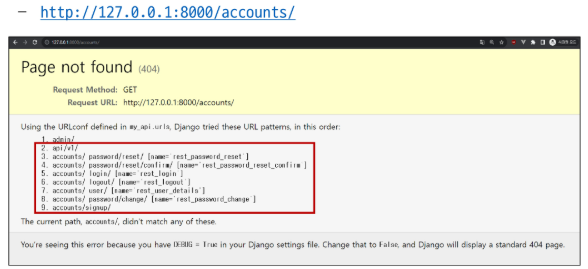 – http://127.0.0.1:8000/accounts/
127.0.0.1:8000/accounts/
Page not found (404)
Request Method: GET
Request URL: http://127.0.0.1:8000/accounts/
Using the URLconf defined in my_api.urls, Django tried these URL patterns, in this order:
1. admin/
2. api/v1/
3. accounts/ password/reset/ [name='rest_password_reset']
4. accounts/ password/reset/confirm/ [name='rest_password_reset_confirm']
5. accounts/ login/ [name='rest_login']
6. accounts/ logout/ [name='rest_logout']
7. accounts/ user/ [name='rest_user_details']
8. accounts/ password/change/ [name='rest_password_change']
9. accounts/signup/
The current path, accounts/, didn't match any of these.
You're seeing this error because you have DEBUG = True in your Django settings file. Change that to False, and Django will display a standard 404 page.